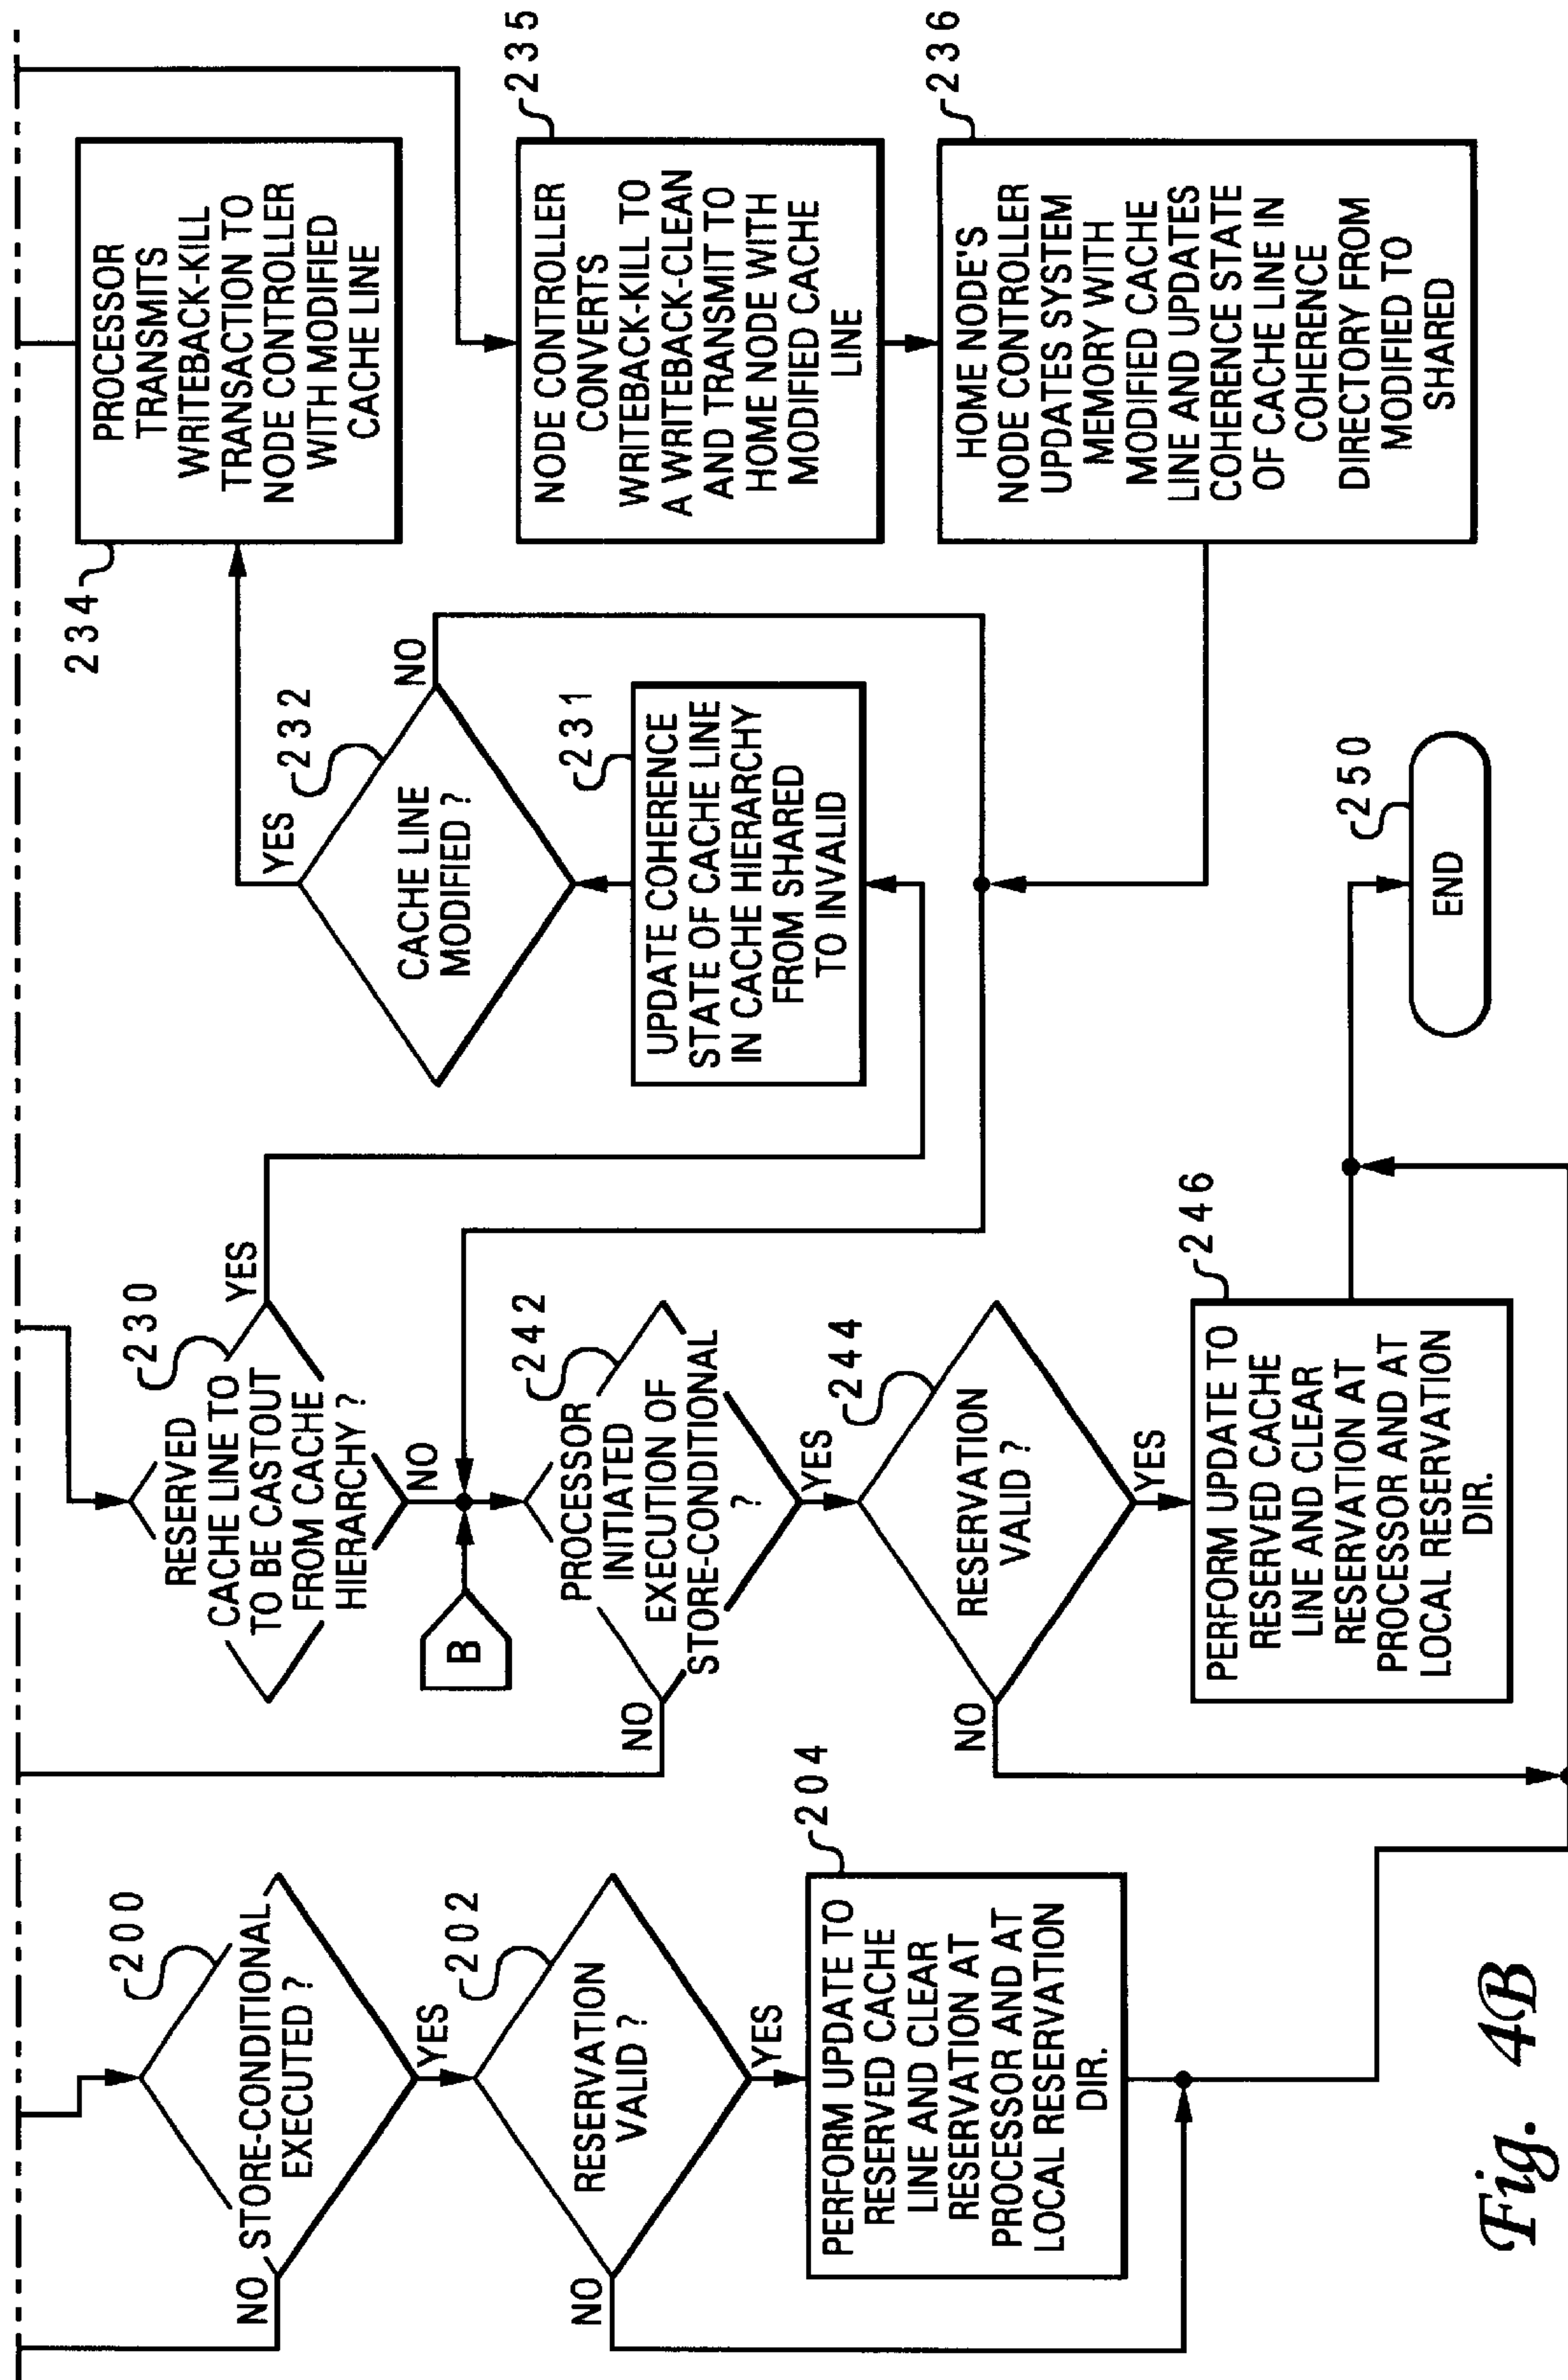 200
NO
STORE-CONDITIONAL
EXECUTED ?
YES
202
RESERVATION
VALID ?
NO
YES
204
PERFORM UPDATE TO
RESERVED CACHE
LINE AND CLEAR
RESERVATION AT
PROCESSOR AND AT
LOCAL RESERVATION
DIR.
230
RESERVED
CACHE LINE TO
TO BE CASTOUT
FROM CACHE
HIERARCHY ?
YES
NO
B
242
PROCESSOR
INITIATED
EXECUTION OF
STORE-CONDITIONAL
?
NO
YES
244
RESERVATION
VALID ?
NO
YES
246
PERFORM UPDATE TO
RESERVED CACHE
LINE AND CLEAR
RESERVATION AT
PROCESSOR AND AT
LOCAL RESERVATION
DIR.
232
YES
CACHE LINE
MODIFIED ?
NO
231
UPDATE COHERENCE
STATE OF CACHE LINE
IN CACHE HIERARCHY
FROM SHARED
TO INVALID
250
END
234
PROCESSOR
TRANSMITS
WRITEBACK-KILL
TRANSACTION TO
NODE CONTROLLER
WITH MODIFIED
CACHE LINE
235
NODE CONTROLLER
CONVERTS
WRITEBACK-KILL TO
A WRITEBACK-CLEAN
AND TRANSMIT TO
HOME NODE WITH
MODIFIED CACHE
LINE
236
HOME NODE'S
NODE CONTROLLER
UPDATES SYSTEM
MEMORY WITH
MODIFIED CACHE
LINE AND UPDATES
COHERENCE STATE
OF CACHE LINE IN
COHERENCE
DIRECTORY FROM
MODIFIED TO
SHARED
Fig. 4B